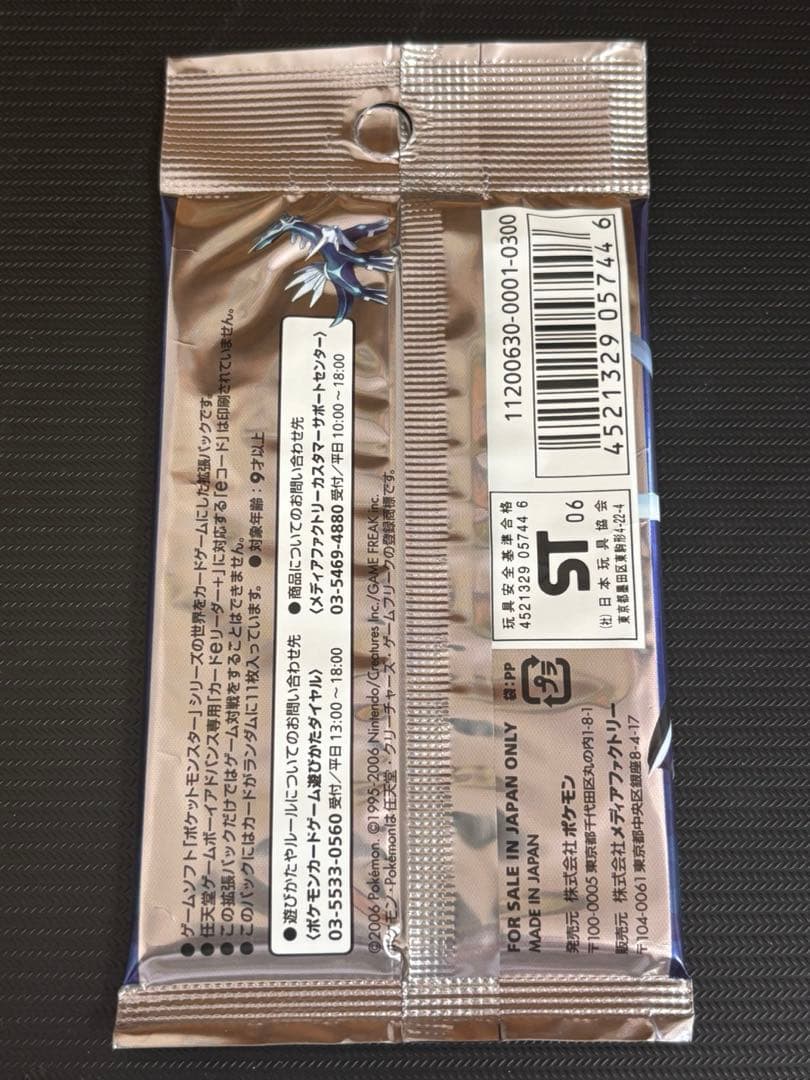 ●ゲームソフト「ポケットモンスター」シリーズの世界をカードゲームにした拡張パックです。
●任天堂ゲームボーイアドバンス専用「カードeリーダー+」に対応する「eコード」は印刷されていません。
●この拡張パックだけではゲーム対戦をすることはできません。
●このパックにはカードがランダムに11枚入っています。 ●対象年齢：9才以上
●遊びかたやルールについてのお問い合わせ先
〈ポケモンカードゲーム遊びかたダイヤル〉
03-5533-0560 受付／平日13:00～18:00
●商品についてのお問い合わせ先
〈メディアファクトリーカスタマーサポートセンター〉
03-5469-4880 受付／平日10:00～18:00
©2006 Pokémon. ©1995-2006 Nintendo/Creatures Inc./GAME FREAK inc.
ポケモン・Pokémonは任天堂・クリーチャーズ・ゲームフリークの登録商標です。
FOR SALE IN JAPAN ONLY
MADE IN JAPAN
発売元 株式会社ポケモン
〒100-0005 東京都千代田区丸の内1-8-1
販売元 株式会社メディアファクトリー
〒104-0061 東京都中央区銀座8-4-17
袋:PP
プラ
玩具安全基準合格
4521329 05744 6
ST 06
(社)日本玩具協会
東京都墨田区東駒形4-22-4
11200630-0001-0300
4521329 057446